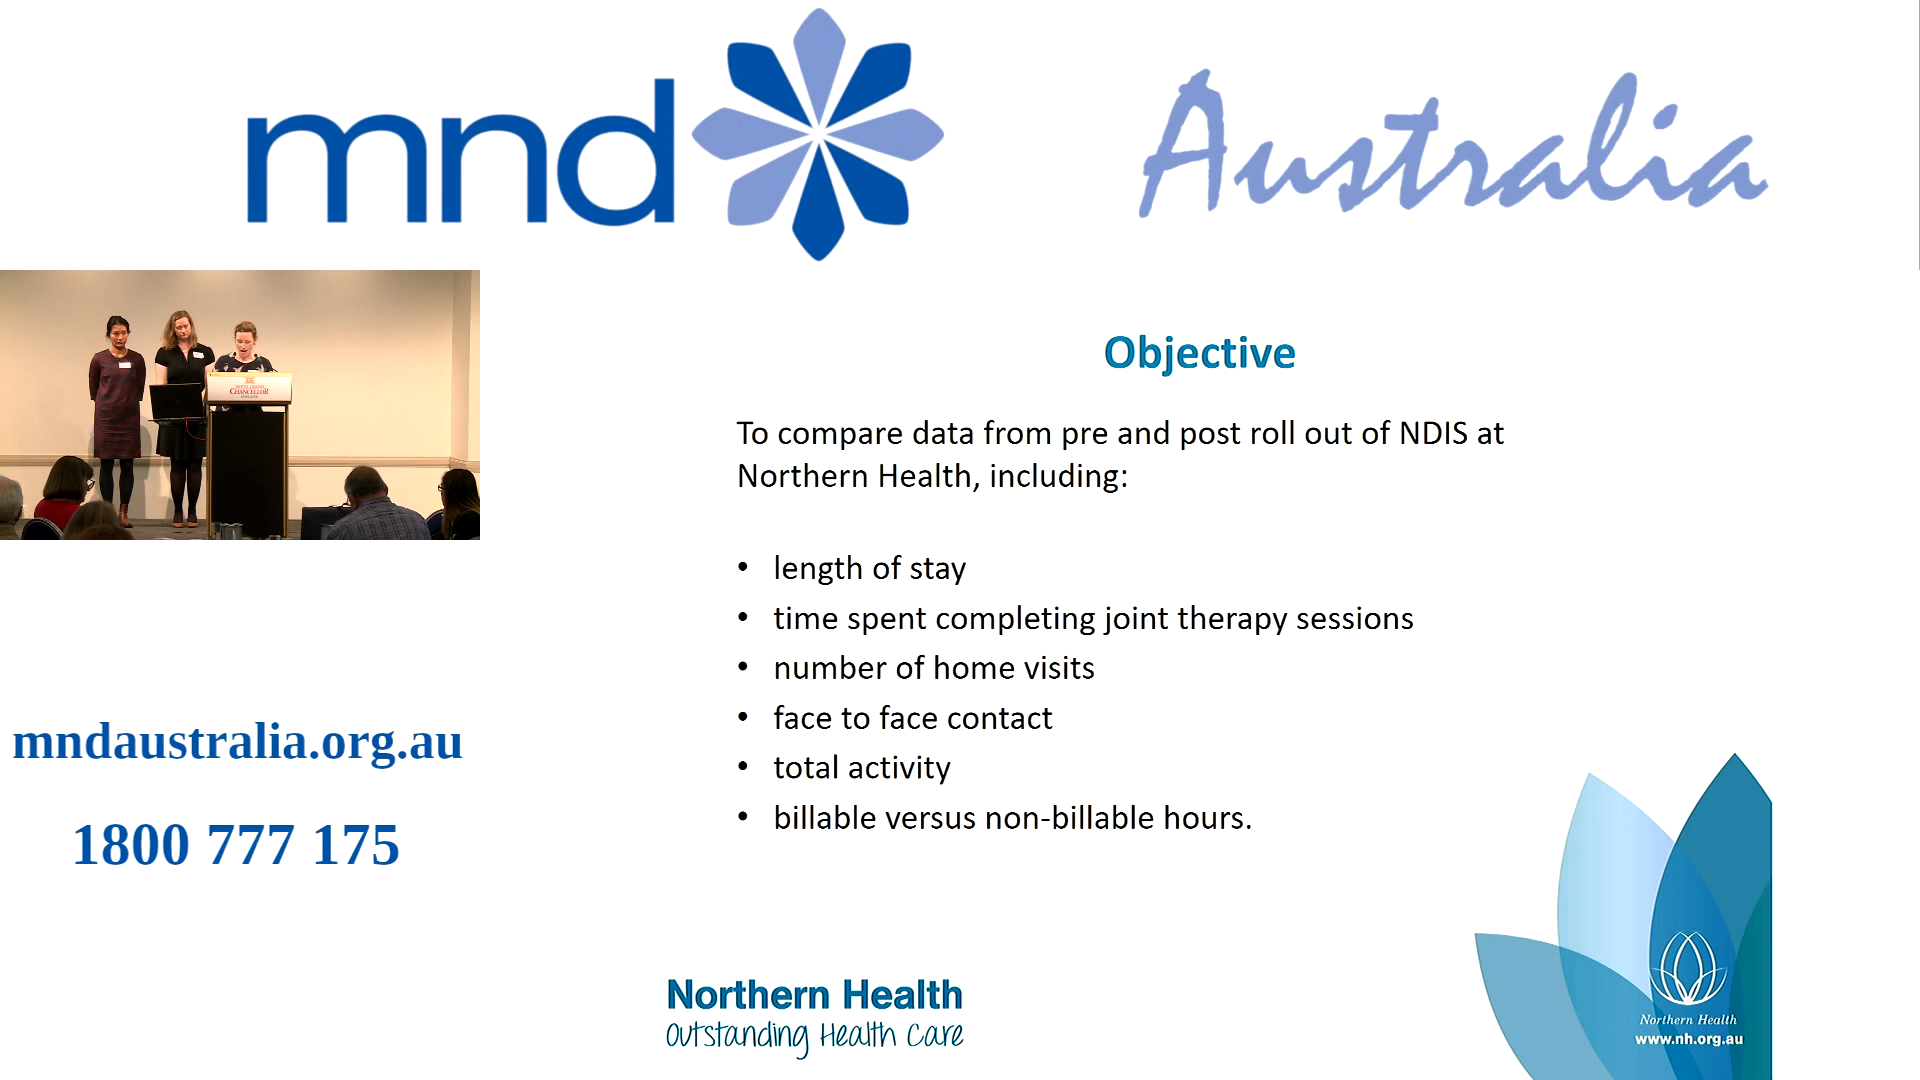 mnd Australia
CHANCELLOR
mndaustralia.org.au
1800 777 175
Objective
To compare data from pre and post roll out of NDIS at
Northern Health, including:
• length of stay
• time spent completing joint therapy sessions
• number of home visits
• face to face contact
• total activity
• billable versus non-billable hours.
Northern Health
Outstanding Health Care
Northern Health
www.nh.org.au